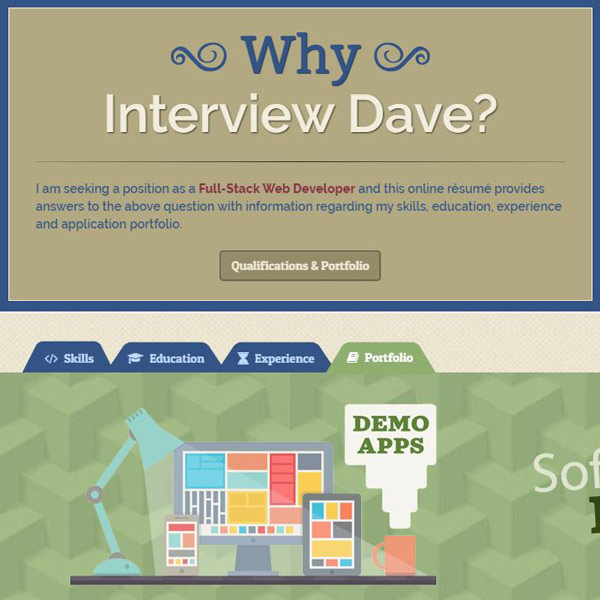 Why
Interview Dave?
I am seeking a position as a Full-Stack Web Developer and this online résumé provides
answers to the above question with information regarding my skills, education, experience
and application portfolio.
Qualifications & Portfolio
</> Skills
Education
Experience
Portfolio
DEMO
APPS
Sof